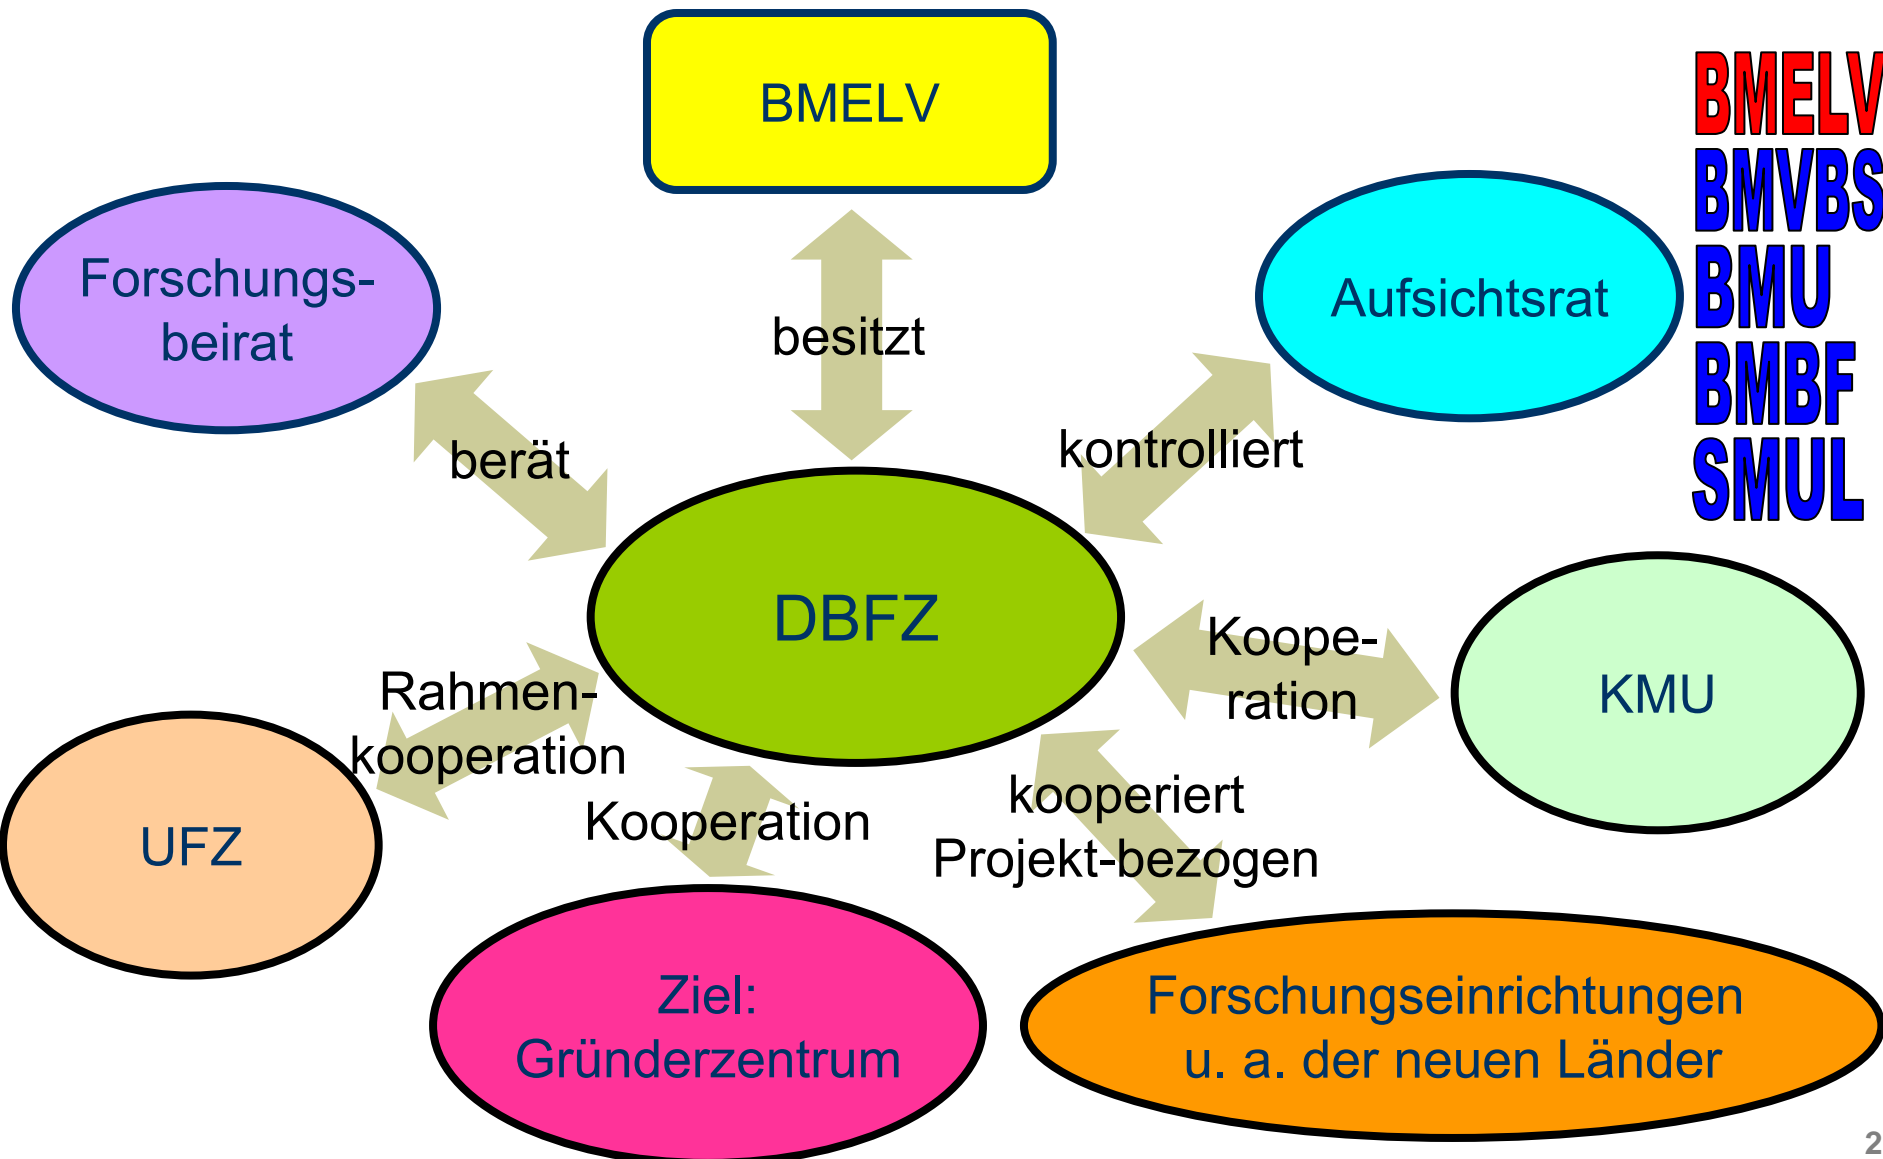 BMELV
BMELV
BMVBS
BMU
BMBF
SMUL
Forschungs-
beirat
Aufsichtsrat
besitzt
berät
kontrolliert
DBFZ
Koope-
ration
KMU
Rahmen-
kooperation
UFZ
Kooperation
kooperiert
Projekt-bezogen
Ziel:
Gründerzentrum
Forschungseinrichtungen
u. a. der neuen Länder
2